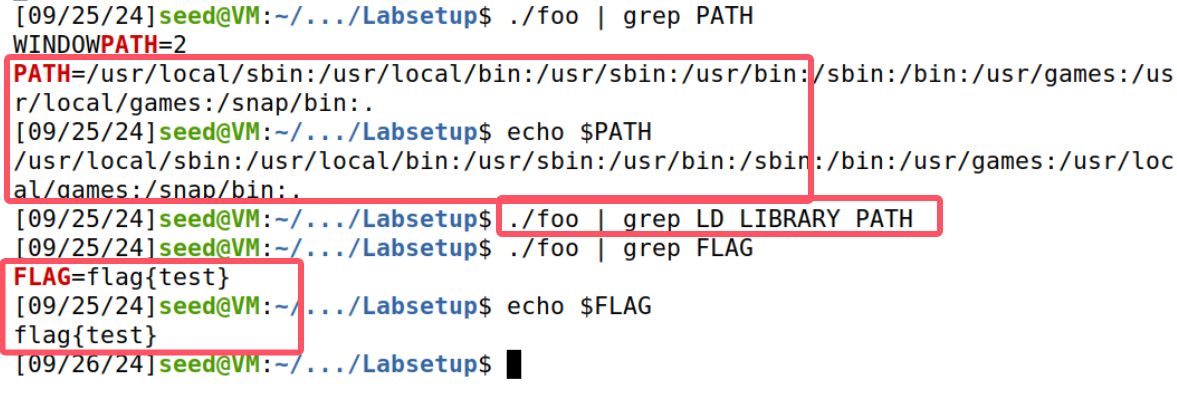 [09/25/24]seed@VM:~/.../Labsetup$ ./foo | grep PATH
WINDOWPATH=2
PATH=/usr/local/sbin:/usr/local/bin:/usr/sbin:/usr/bin:/sbin:/bin:/usr/games:/us
r/local/games:/snap/bin:.
[09/25/24]seed@VM:~/.../Labsetup$ echo $PATH
/usr/local/sbin:/usr/local/bin:/usr/sbin:/usr/bin:/sbin:/bin:/usr/games:/usr/loc
al/games:/snap/bin:.
[09/25/24]seed@VM:~/.../Labsetup$ ./foo | grep LD_LIBRARY_PATH
[09/25/24]seed@VM:~/.../Labsetup$ ./foo | grep FLAG
FLAG=flag{test}
[09/25/24]seed@VM:~/.../Labsetup$ echo $FLAG
flag{test}
[09/26/24]seed@VM:~/.../Labsetup$